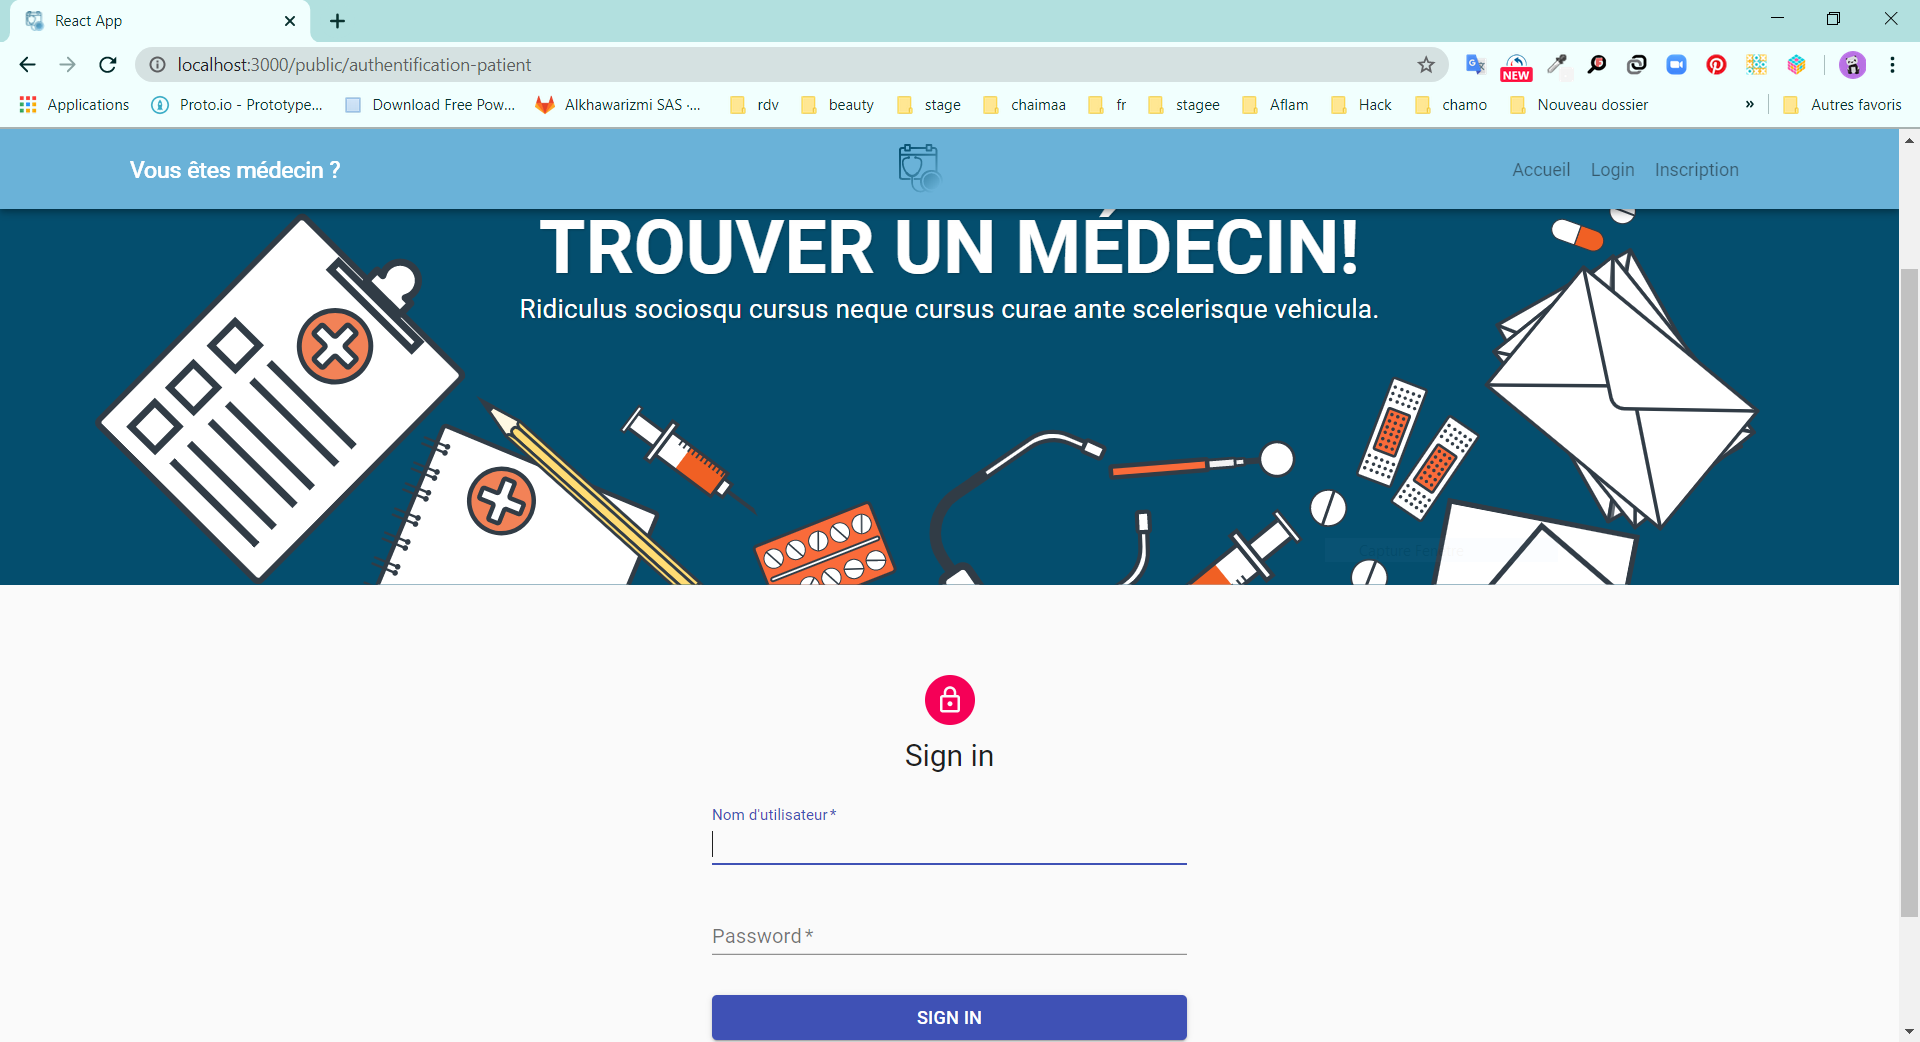 React App
localhost:3000/public/authentification-patient
NEW
Applications
Proto.io - Prototype...
Download Free Pow...
Alkhawarizmi SAS ·...
rdv
beauty
stage
chaimaa
fr
stagee
Aflam
Hack
chamo
Nouveau dossier
»
Autres favoris
Vous êtes médecin ?
Accueil
Login
Inscription
TROUVER UN MÉDECIN!
Ridiculus sociosqu cursus neque cursus curae ante scelerisque vehicula.
Sign in
Nom d'utilisateur *
Password *
SIGN IN